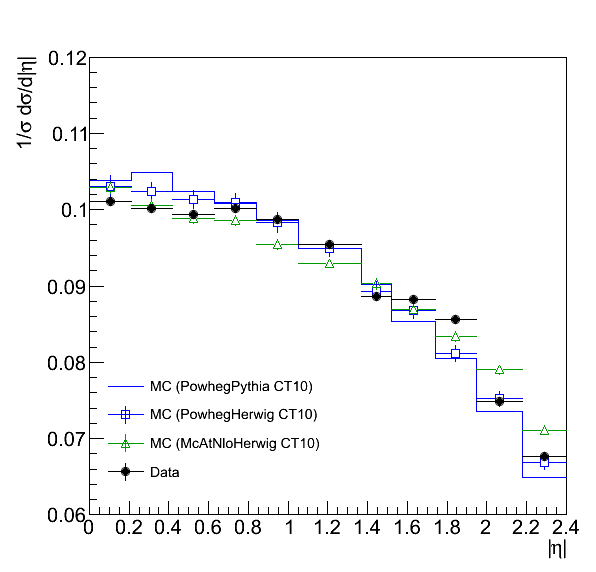 1/σ dσ/d|η|
0.12
0.11
0.1
0.09
0.08
0.07
0.06
MC (PowhegPythia CT10)
MC (PowhegHerwig CT10)
MC (McAtNloHerwig CT10)
Data
0 0.2 0.4 0.6 0.8 1 1.2 1.4 1.6 1.8 2 2.2 2.4
|η|